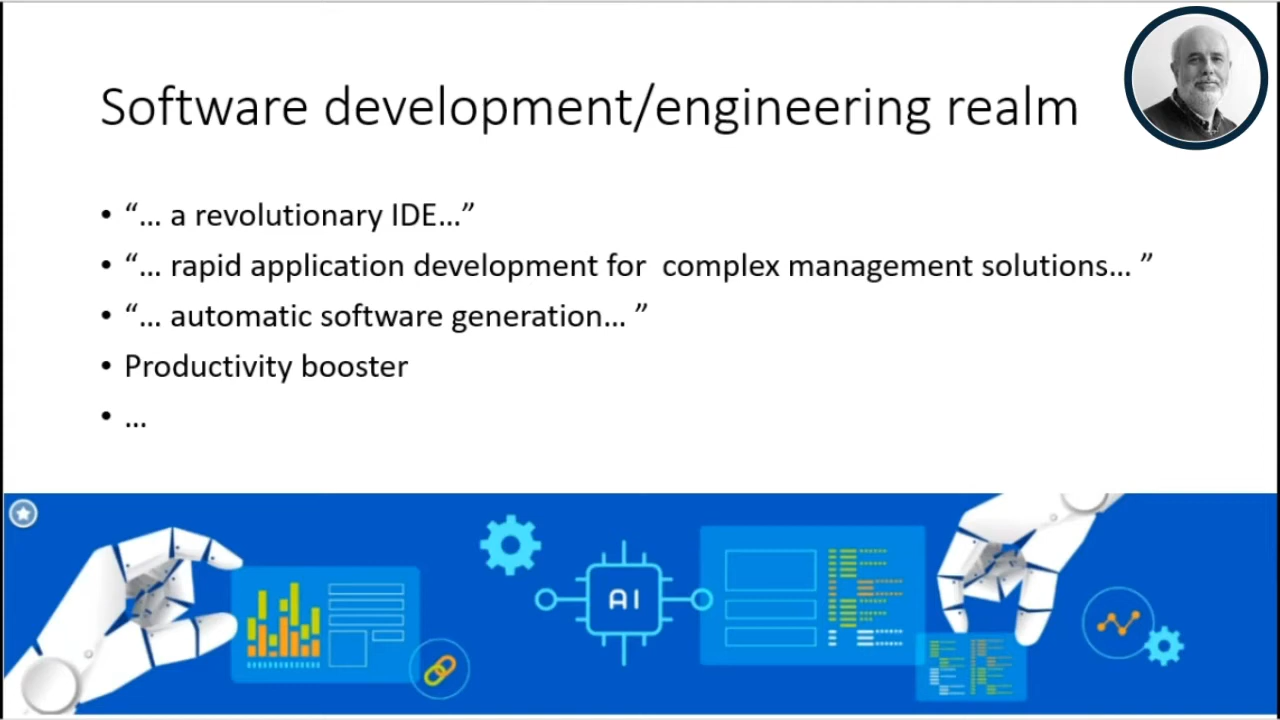 Software development/engineering realm
• “… a revolutionary IDE…”
• “… rapid application development for  complex management solutions… ”
• “… automatic software generation… ”
• Productivity booster
• …
AI